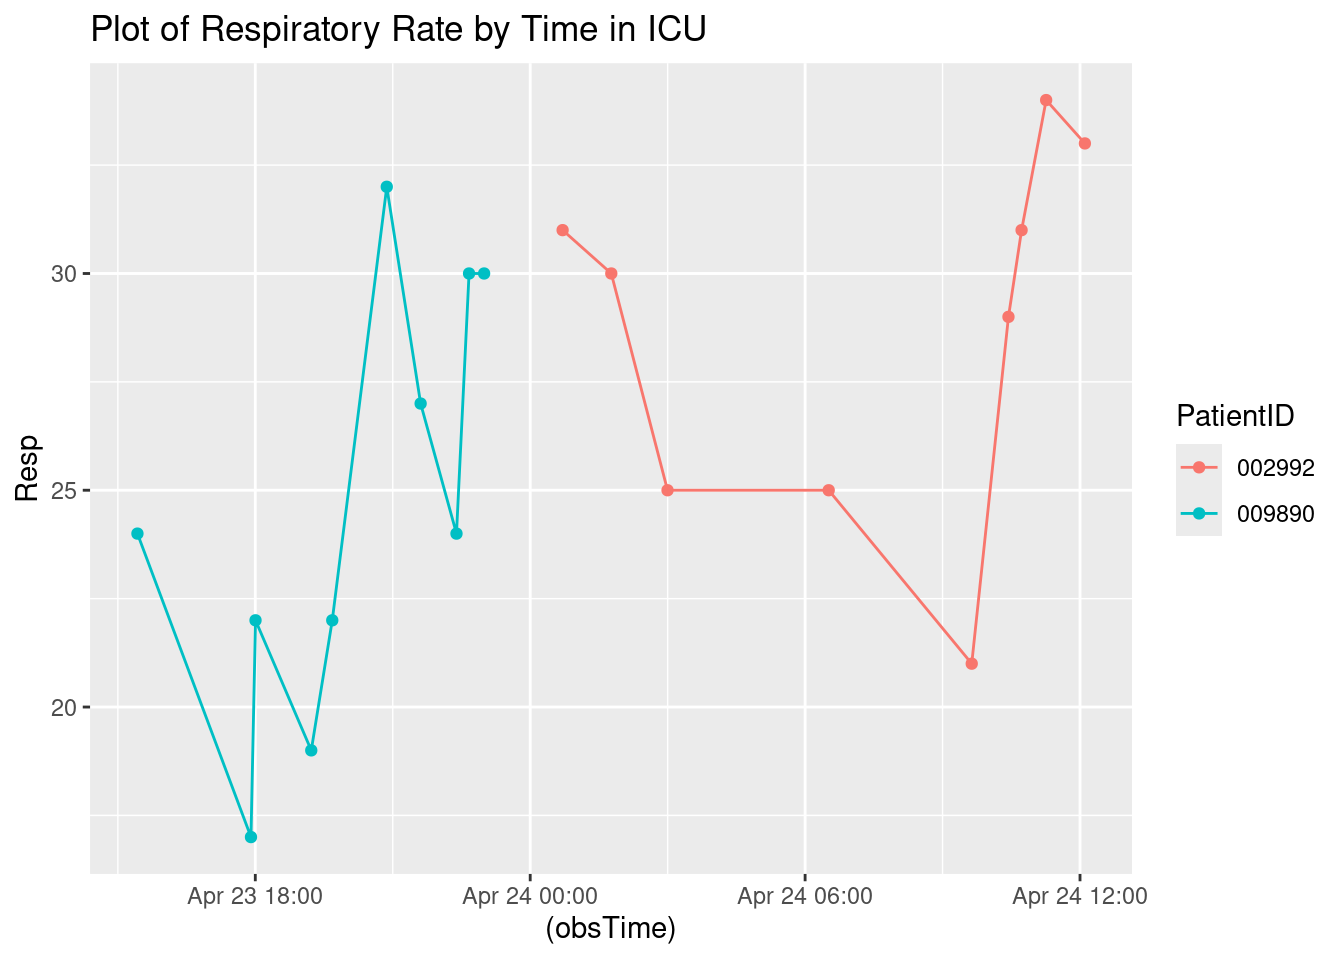 Plot of Respiratory Rate by Time in ICU
Resp
30
25
20
Apr 23 18:00
Apr 24 00:00
Apr 24 06:00
Apr 24 12:00
(obsTime)
PatientID
002992
009890